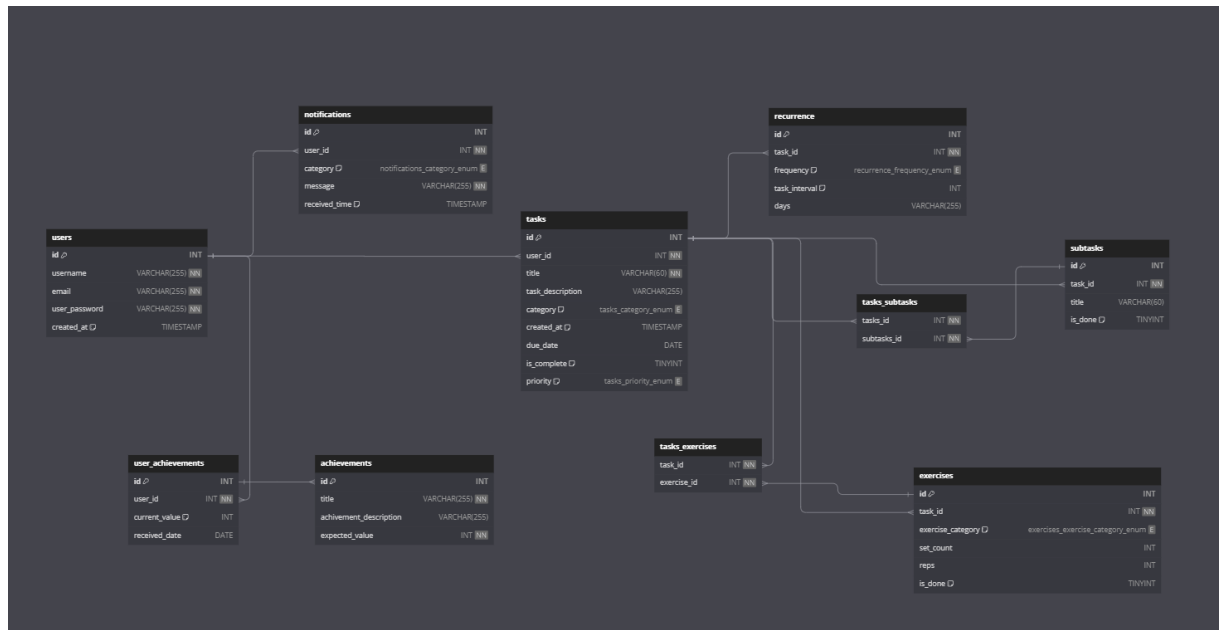 notifications
id INT
user_id INT NN
category notifications_category_enum E
message VARCHAR(255) NN
received_time TIMESTAMP
recurrence
id INT
task_id INT NN
frequency recurrence_frequency_enum E
task_interval INT
days VARCHAR(255)
users
id INT
username VARCHAR(255) NN
email VARCHAR(255) NN
user_password VARCHAR(255) NN
created_at TIMESTAMP
tasks
id INT
user_id INT NN
title VARCHAR(60) NN
task_description VARCHAR(255)
category tasks_category_enum E
created_at TIMESTAMP
due_date DATE
is_complete TINYINT
priority tasks_priority_enum E
subtasks
id INT
task_id INT NN
title VARCHAR(60)
is_done TINYINT
tasks_subtasks
tasks_id INT NN
subtasks_id INT NN
user_achievements
id INT
user_id INT NN
current_value INT
received_date DATE
achievements
id INT
title VARCHAR(255) NN
achivement_description VARCHAR(255)
expected_value INT NN
tasks_exercises
task_id INT NN
exercise_id INT NN
exercises
id INT
task_id INT NN
exercise_category exercises_exercise_category_enum E
set_count INT
reps INT
is_done TINYINT